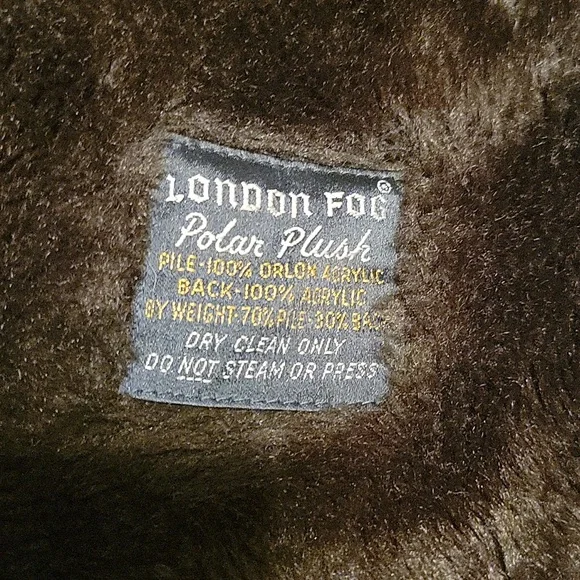 LONDON FOG®
Polar Plush
PILE-100% ORLON ACRYLIC
BACK-100% ACRYLIC
BY WEIGHT-70% PILE-30% BACK
DRY CLEAN ONLY
DO NOT STEAM OR PRESS